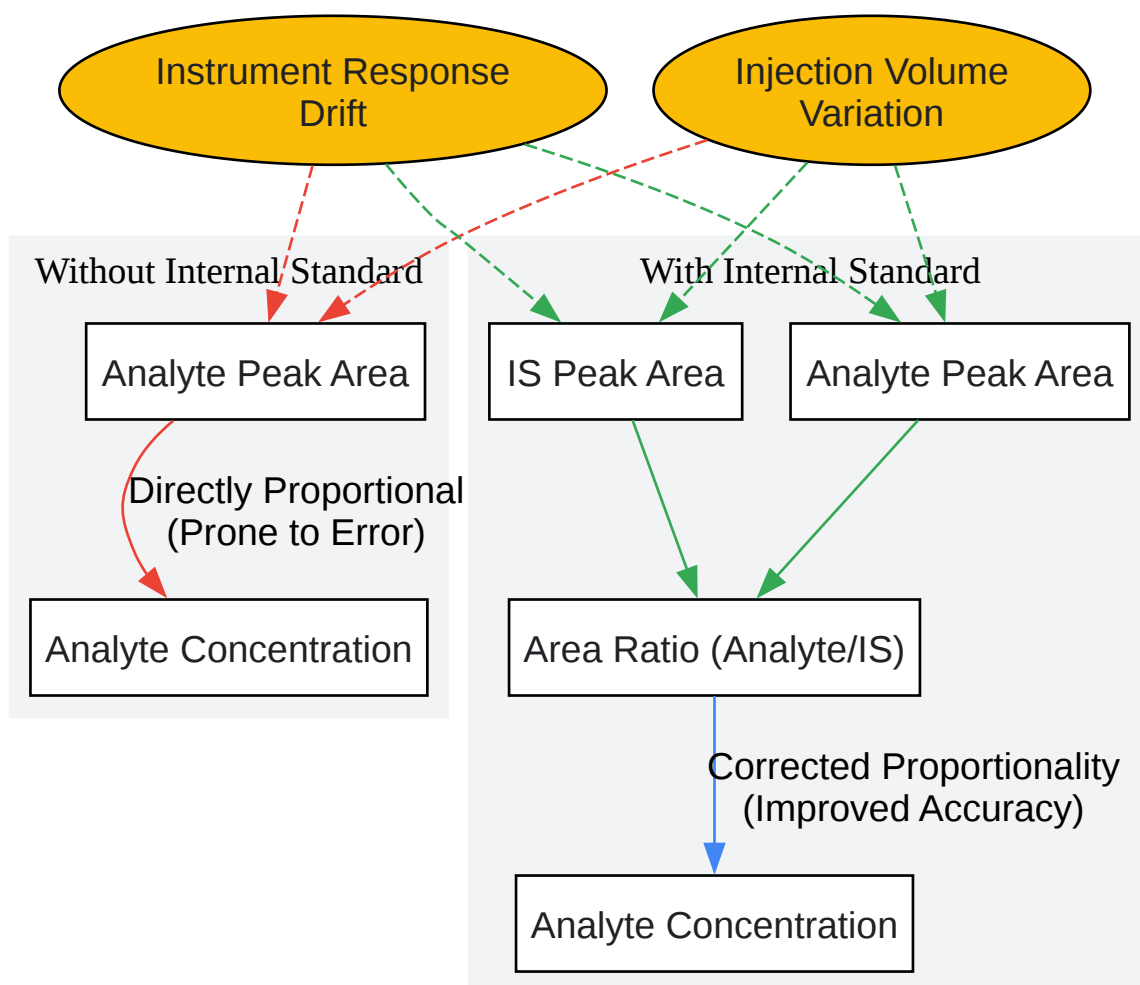 Instrument Response
Drift
Injection Volume
Variation
Without Internal Standard
With Internal Standard
Analyte Peak Area
IS Peak Area
Analyte Peak Area
Directly Proportional
(Prone to Error)
Analyte Concentration
Area Ratio (Analyte/IS)
Corrected Proportionality
(Improved Accuracy)
Analyte Concentration